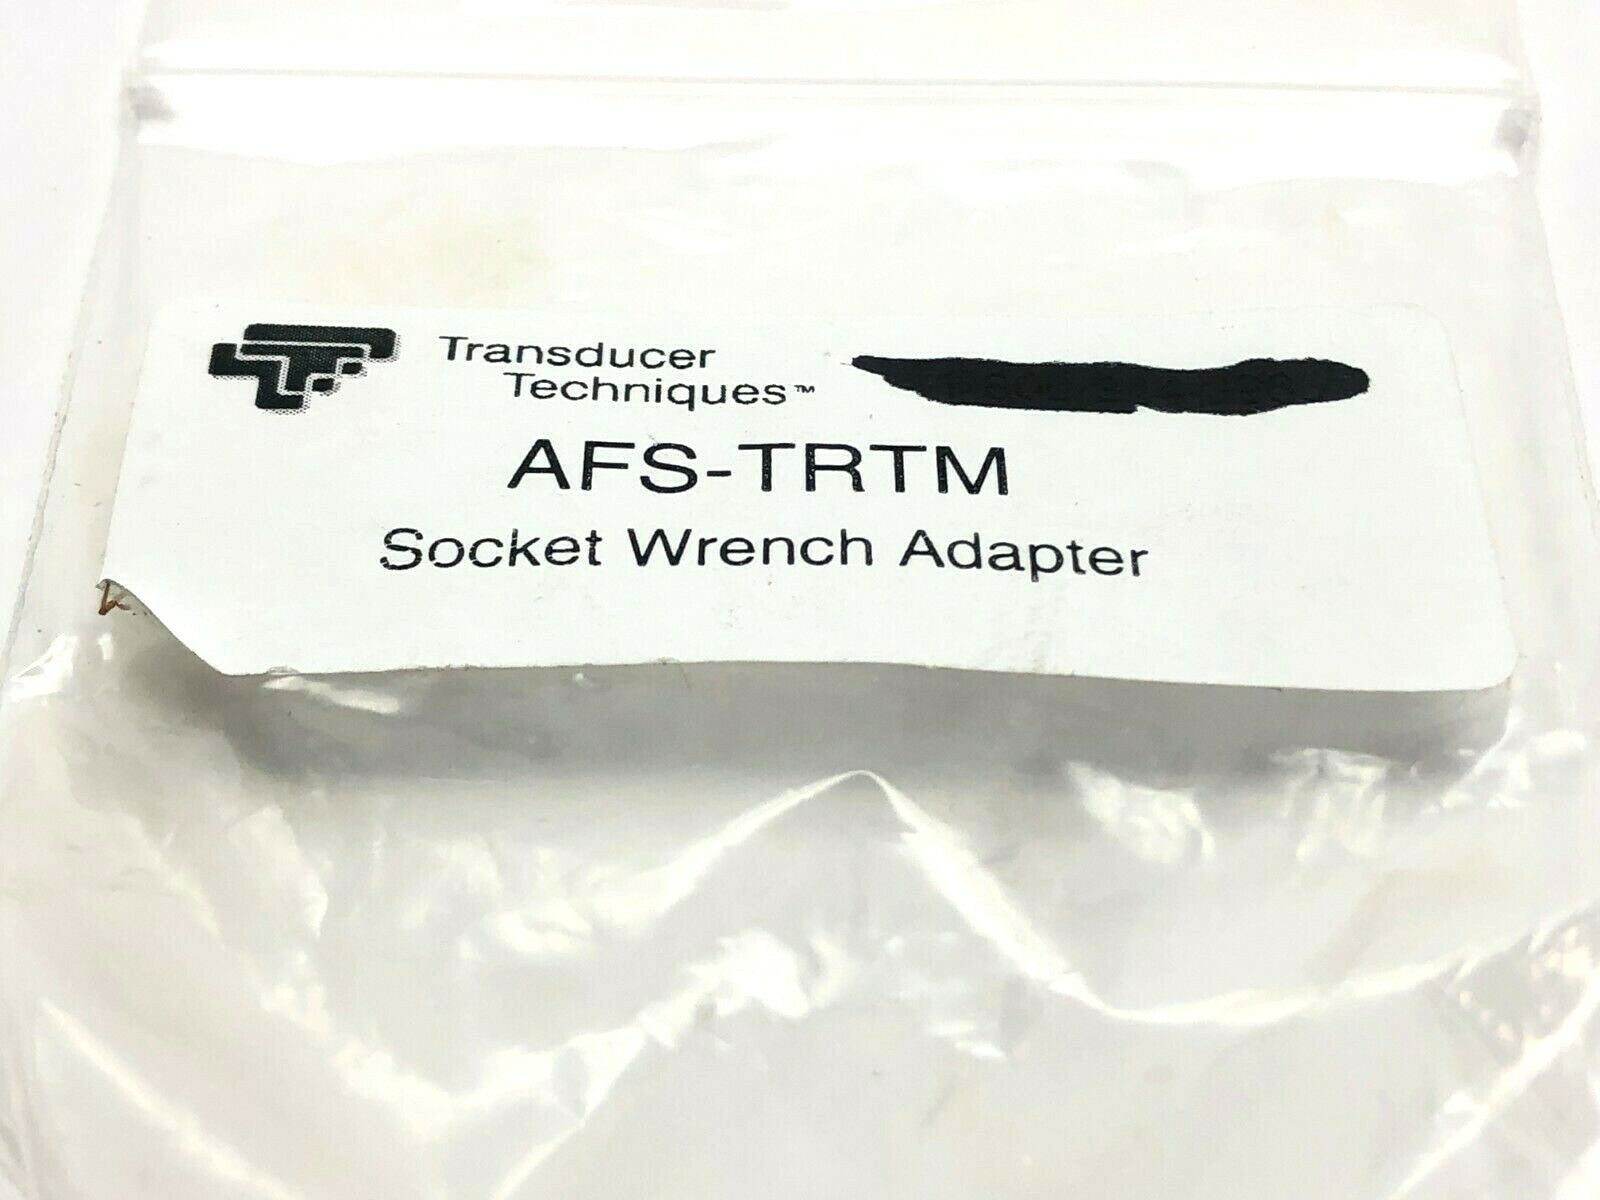 Transducer
Techniques™
AFS-TRTM
Socket Wrench Adapter